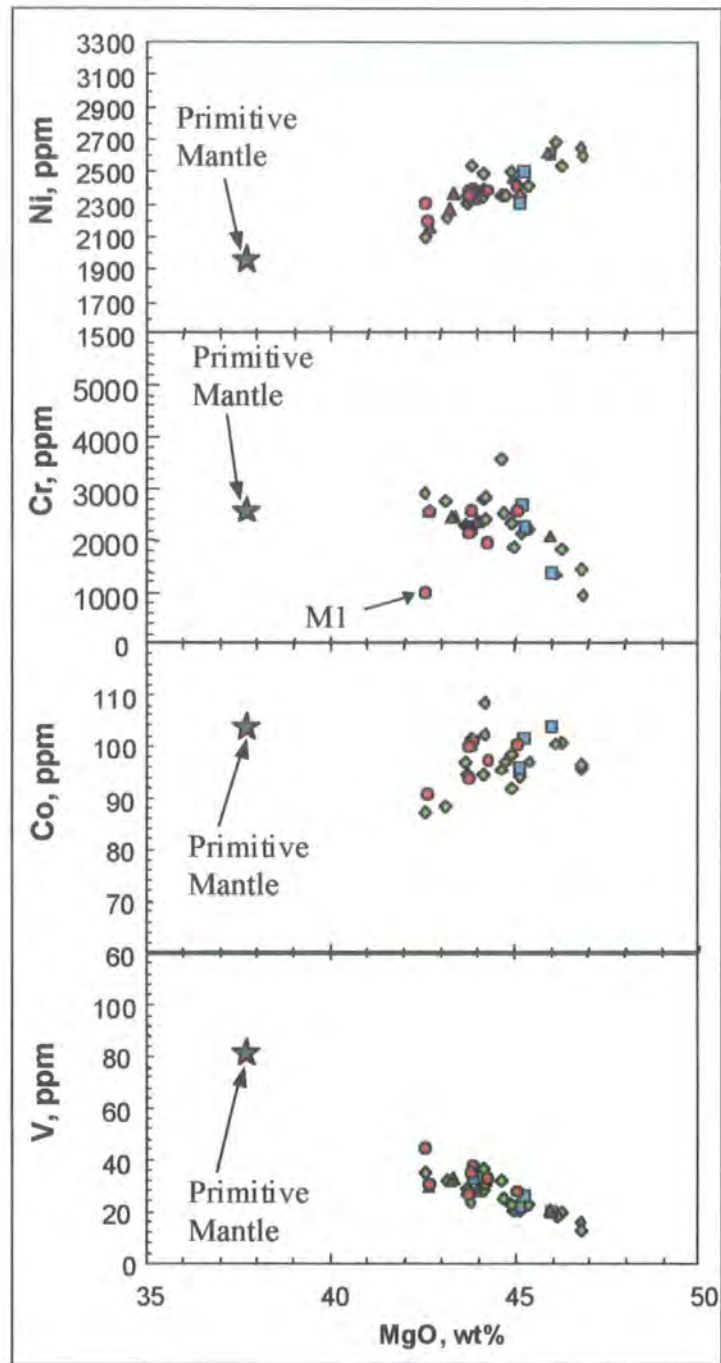 Ni, ppm
3300
3100
2900
2700
2500
2300
2100
1900
1700
1500
Primitive
Mantle
Cr, ppm
5000
4000
3000
2000
1000
0
Primitive
Mantle
M1
Co, ppm
110
100
90
80
70
60
Primitive
Mantle
V, ppm
100
80
60
40
20
0
Primitive
Mantle
35
40
45
50
MgO, wt%